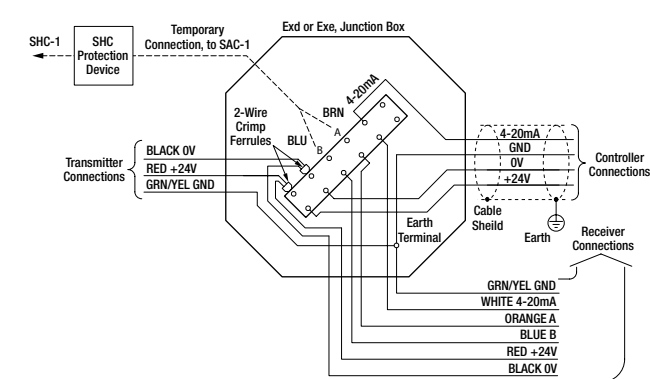 Exd or Exe, Junction Box
Temporary
Connection, to SAC-1
SHC-1
SHC
Protection
Device
2-Wire
Crimp
Ferrules
BRN
4-20mA
A
BLU
B
Transmitter
Connections
BLACK 0V
RED +24V
GRN/YEL GND
4-20mA
GND
0V
+24V
Controller
Connections
Cable
Sheild
Earth
Earth
Terminal
Receiver
Connections
GRN/YEL GND
WHITE 4-20mA
ORANGE A
BLUE B
RED +24V
BLACK 0V